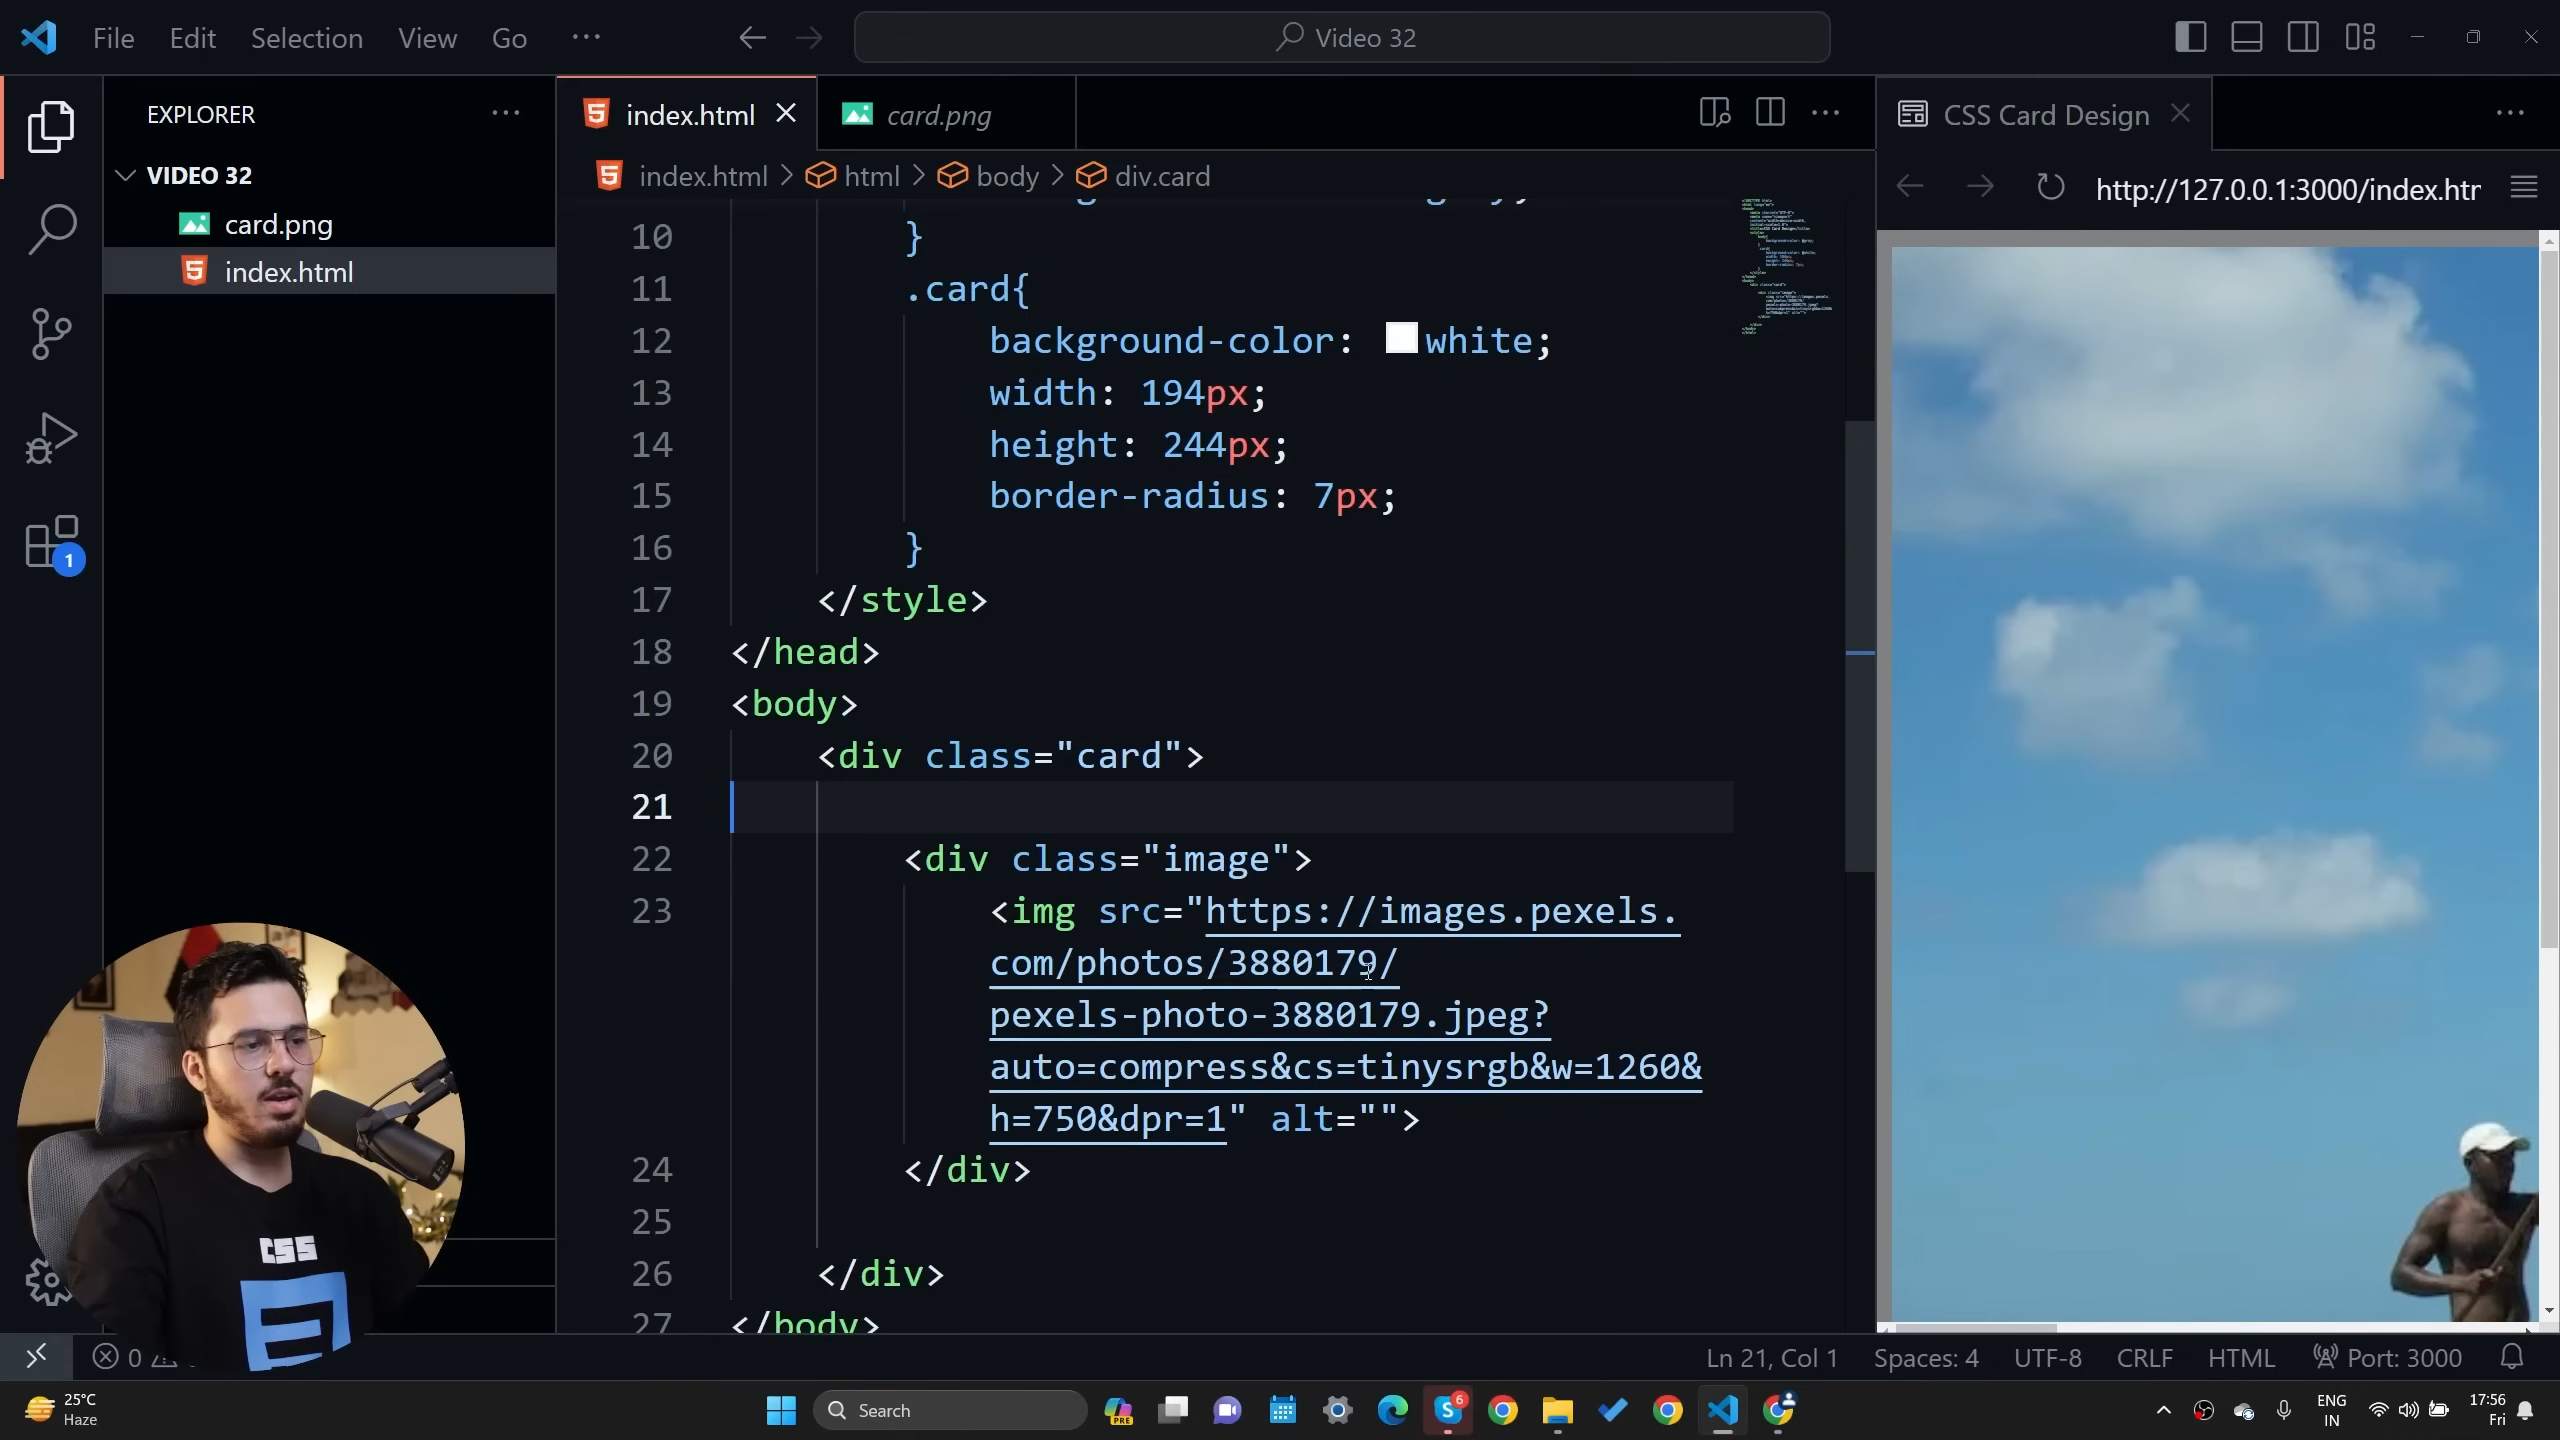 File Edit Selection View Go ···
Video 32
EXPLORER
VIDEO 32
card.png
index.html
1
index.html
card.png
index.html > html > body > div.card
10 }
11 .card{
12 background-color: white;
13 width: 194px;
14 height: 244px;
15 border-radius: 7px;
16 }
17 </style>
18 </head>
19 <body>
20 <div class="card">
21
22 <div class="image">
23 <img src="https://images.pexels.
com/photos/3880179/
pexels-photo-3880179.jpeg?
auto=compress&cs=tinysrgb&w=1260&
h=750&dpr=1" alt="">
24 </div>
25
26 </div>
27 </body>
CSS Card Design
http://127.0.0.1:3000/index.htr
CSS
0
Ln 21, Col 1 Spaces: 4 UTF-8 CRLF HTML Port: 3000
25°C
Haze
Search
PRE
6
ENG
IN
17:56
Fri